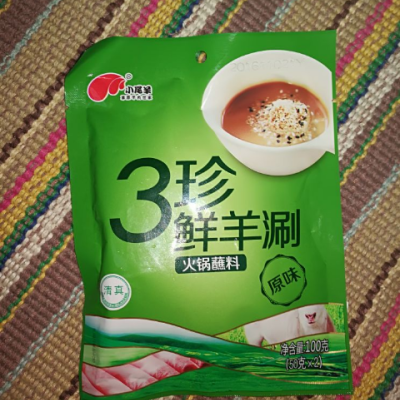 小尾羊
3珍
鲜羊涮
火锅蘸料
原味
清真
净含量:100克
(50克×2)